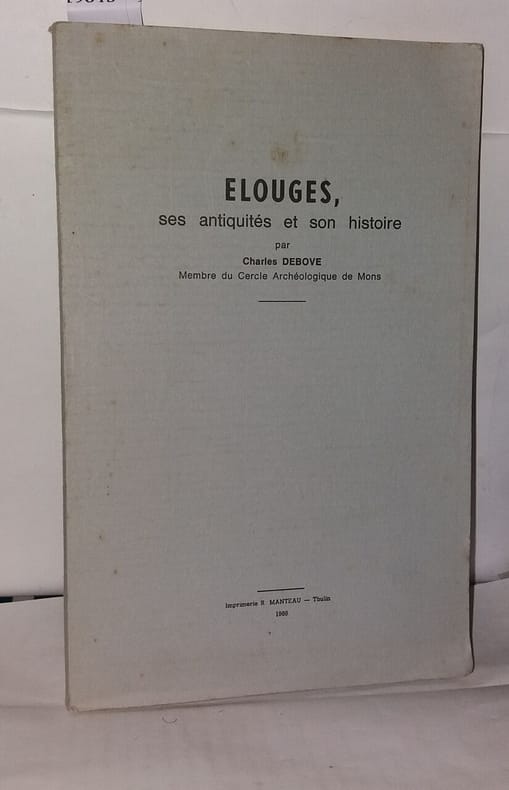 ELOUGES,
ses antiquités et son histoire
par
Charles DEBOVE
Membre du Cercle Archéologique de Mons
Imprimerie R. MANTEAU — Thulin